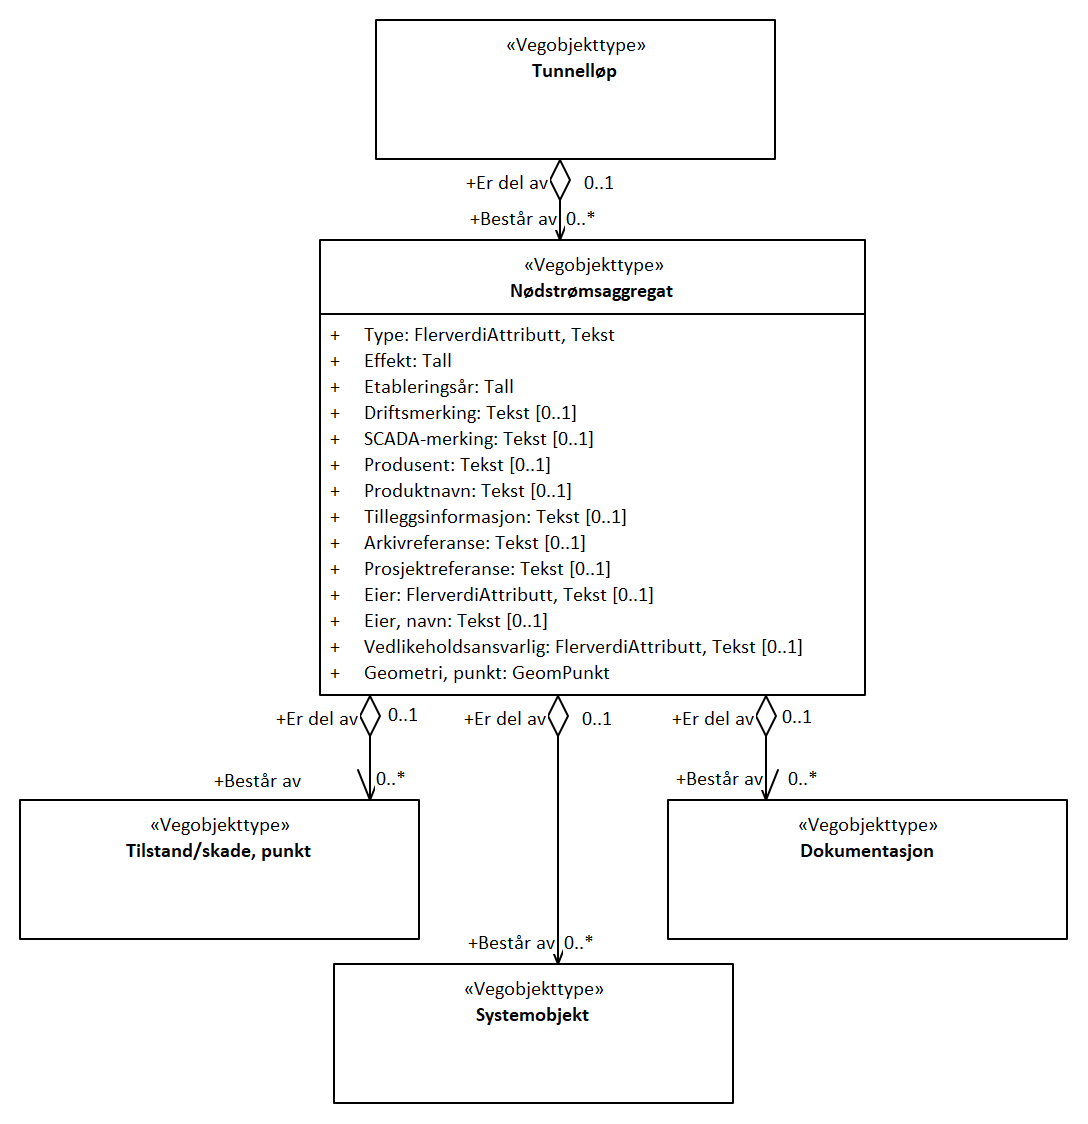 «Vegobjekttype»
Tunnelløp
+Er del av 0..1
+Består av 0..*
«Vegobjekttype»
Nødstrømsaggregat
+ Type: FlerverdiAttributt, Tekst
+ Effekt: Tall
+ Etableringsår: Tall
+ Driftsmerking: Tekst [0..1]
+ SCADA-merking: Tekst [0..1]
+ Produsent: Tekst [0..1]
+ Produktnavn: Tekst [0..1]
+ Tilleggsinformasjon: Tekst [0..1]
+ Arkivreferanse: Tekst [0..1]
+ Prosjektreferanse: Tekst [0..1]
+ Eier: FlerverdiAttributt, Tekst [0..1]
+ Eier, navn: Tekst [0..1]
+ Vedlikeholdsansvarlig: FlerverdiAttributt, Tekst [0..1]
+ Geometri, punkt: GeomPunkt
+Er del av 0..1 +Er del av 0..1 +Er del av 0..1
+Består av 0..* +Består av 0..*
«Vegobjekttype» «Vegobjekttype»
Tilstand/skade, punkt Dokumentasjon
+Består av 0..*
«Vegobjekttype»
Systemobjekt